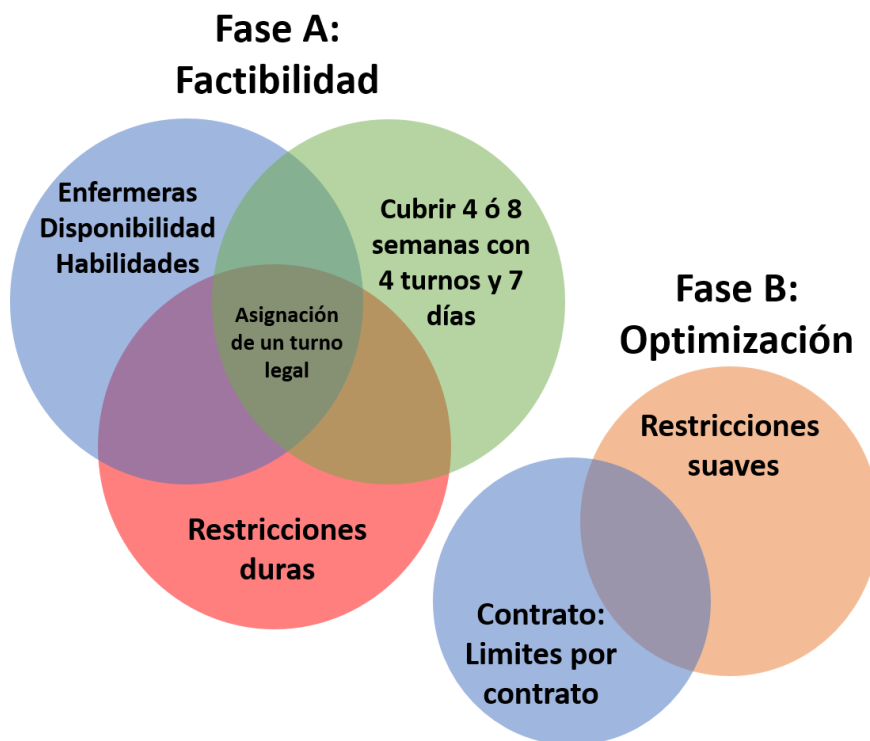 Fase A:
Factibilidad
Enfermeras
Disponibilidad
Habilidades
Cubrir 4 ó 8
semanas con
4 turnos y 7
días
Asignación
de un turno
legal
Restricciones
duras
Fase B:
Optimización
Restricciones
suaves
Contrato:
Limites por
contrato